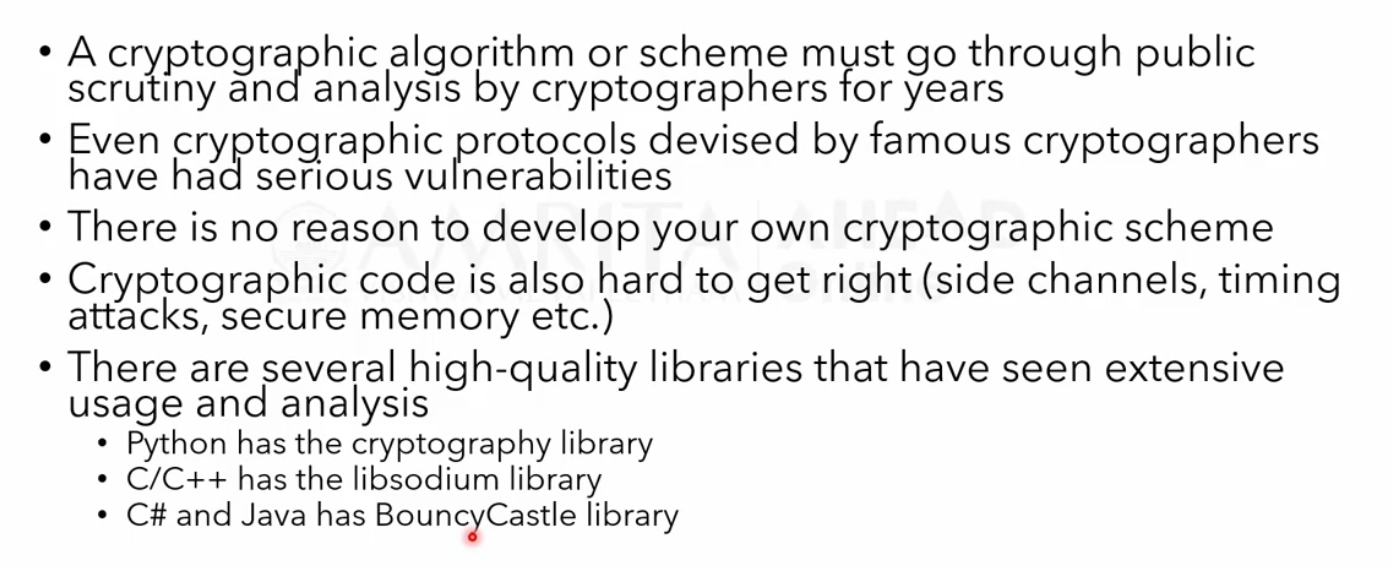 • A cryptographic algorithm or scheme must go through public
scrutiny and analysis by cryptographers for years
• Even cryptographic protocols devised by famous cryptographers
have had serious vulnerabilities
• There is no reason to develop your own cryptographic scheme
• Cryptographic code is also hard to get right (side channels, timing
attacks, secure memory etc.)
• There are several high-quality libraries that have seen extensive
usage and analysis
• Python has the cryptography library
• C/C++ has the libsodium library
• C# and Java has BouncyCastle library
AMRITA AHEAD
Online